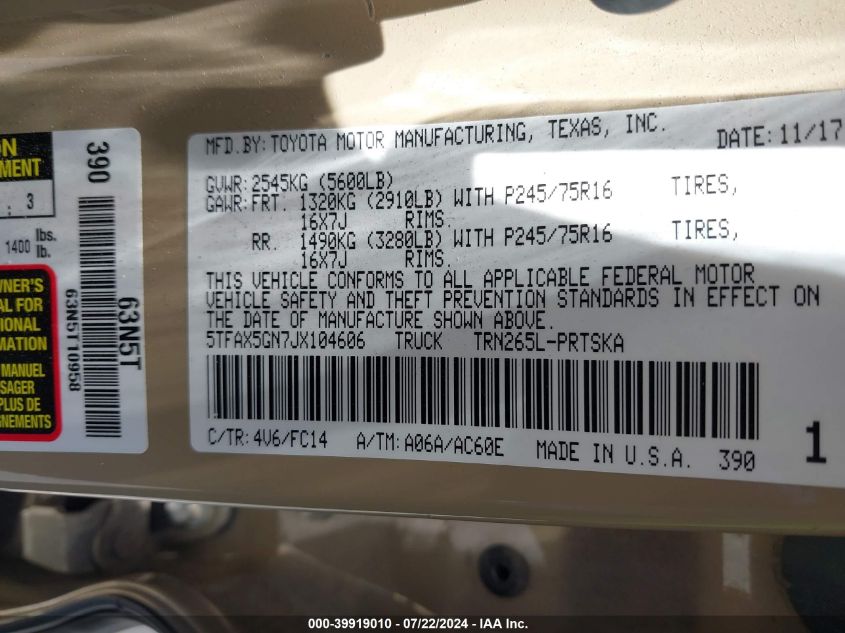 ON
EMENT
: 3
1400 lbs.
lb.
WNER'S
AL FOR
TIONAL
RMATION
MANUEL
SAGER
PLUS DE
GNEMENTS
390
63N5T10958
63N5T
MFD.BY:TOYOTA MOTOR MANUFACTURING, TEXAS, INC. DATE:11/17
GVWR:2545KG (5600LB)
GAWR:FRT. 1320KG (2910LB) WITH P245/75R16 TIRES,
16X7J RIMS.
RR. 1490KG (3280LB) WITH P245/75R16 TIRES,
16X7J RIMS.
THIS VEHICLE CONFORMS TO ALL APPLICABLE FEDERAL MOTOR
VEHICLE SAFETY AND THEFT PREVENTION STANDARDS IN EFFECT ON
THE DATE OF MANUFACTURE SHOWN ABOVE.
5TFAX5GN7JX104606 TRUCK TRN265L-PRTSKA
C/TR:4V6/FC14 A/TM:A06A/AC60E MADE IN U.S.A. 390 1
000-39919010 - 07/22/2024 - IAA Inc.